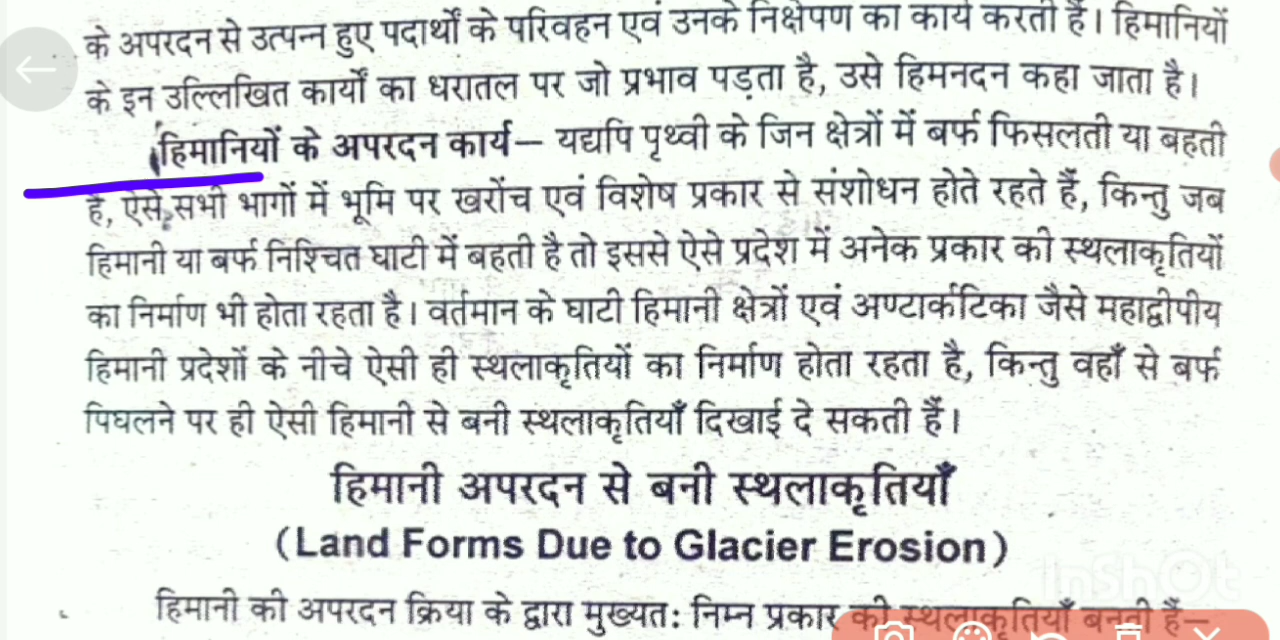 के अपरदन से उत्पन्न हुए पदार्थों के परिवहन एवं उनके निक्षेपण का कार्य करती हैं। हिमानियों
के इन उल्लिखित कार्यों का धरातल पर जो प्रभाव पड़ता है, उसे हिमनदन कहा जाता है।
हिमानियों के अपरदन कार्य— यद्यपि पृथ्वी के जिन क्षेत्रों में बर्फ फिसलती या बहती
है, ऐसे सभी भागों में भूमि पर खरोंच एवं विशेष प्रकार से संशोधन होते रहते हैं, किन्तु जब
हिमानी या बर्फ निश्चित घाटी में बहती है तो इससे ऐसे प्रदेश में अनेक प्रकार की स्थलाकृतियों
का निर्माण भी होता रहता है। वर्तमान के घाटी हिमानी क्षेत्रों एवं अण्टार्कटिका जैसे महाद्वीपीय
हिमानी प्रदेशों के नीचे ऐसी ही स्थलाकृतियों का निर्माण होता रहता है, किन्तु वहाँ से बर्फ
पिघलने पर ही ऐसी हिमानी से बनी स्थलाकृतियाँ दिखाई दे सकती हैं।
हिमानी अपरदन से बनी स्थलाकृतियाँ
(Land Forms Due to Glacier Erosion)
InShOt
हिमानी की अपरदन क्रिया के द्वारा मुख्यतः निम्न प्रकार की स्थलाकृतियाँ बनती हैं—